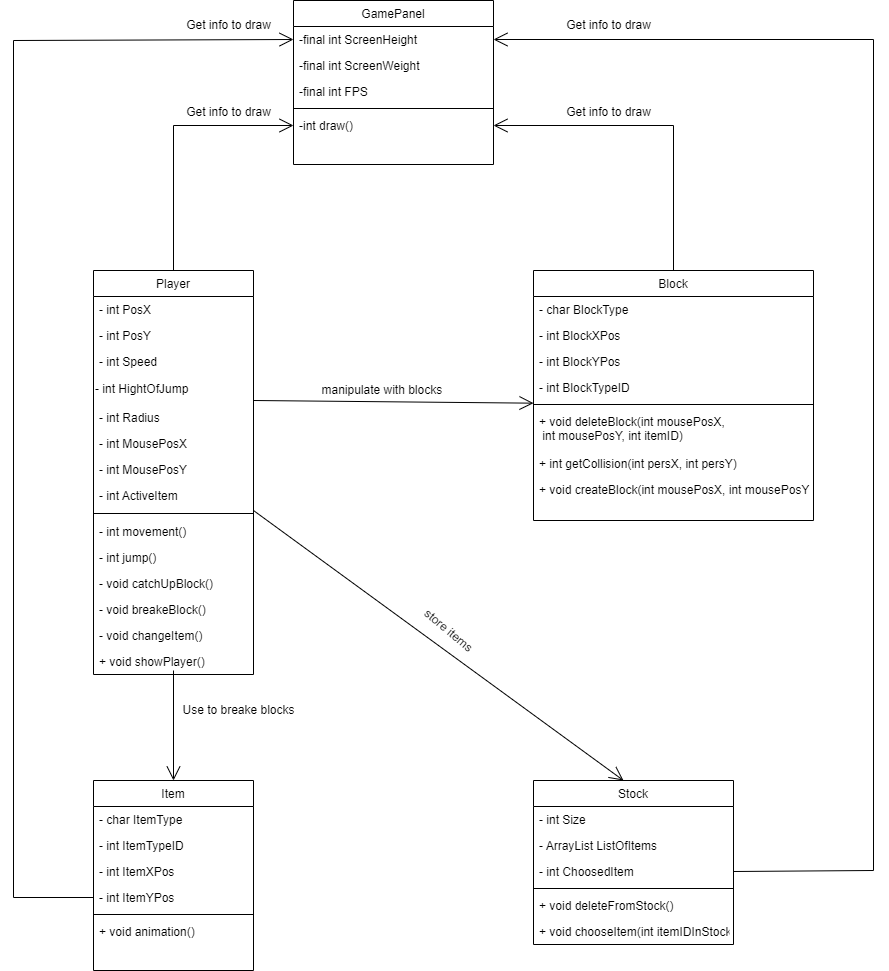 GamePanel
-final int ScreenHeight
-final int ScreenWeight
-final int FPS
-int draw()
Get info to draw
Get info to draw
Get info to draw
Get info to draw
Player
- int PosX
- int PosY
- int Speed
- int HightOfJump
- int Radius
- int MousePosX
- int MousePosY
- int ActiveItem
- int movement()
- int jump()
- void catchUpBlock()
- void breakeBlock()
- void changeItem()
+ void showPlayer()
manipulate with blocks
Block
- char BlockType
- int BlockXPos
- int BlockYPos
- int BlockTypeID
+ void deleteBlock(int mousePosX,
int mousePosY, int itemID)
+ int getCollision(int persX, int persY)
+ void createBlock(int mousePosX, int mousePosY
store items
Use to breake blocks
Item
- char ItemType
- int ItemTypeID
- int ItemXPos
- int ItemYPos
+ void animation()
Stock
- int Size
- ArrayList ListOfItems
- int ChoosedItem
+ void deleteFromStock()
+ void chooseItem(int itemIDInStock